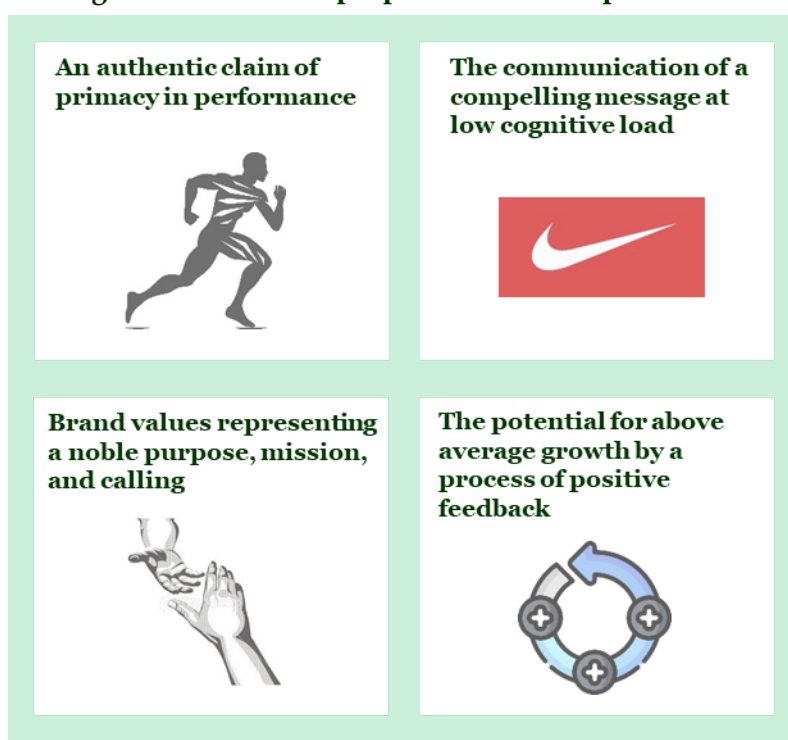 An authentic claim of
primacy in performance
The communication of a
compelling message at
low cognitive load
Brand values representing
a noble purpose, mission,
and calling
The potential for above
average growth by a
process of positive
feedback